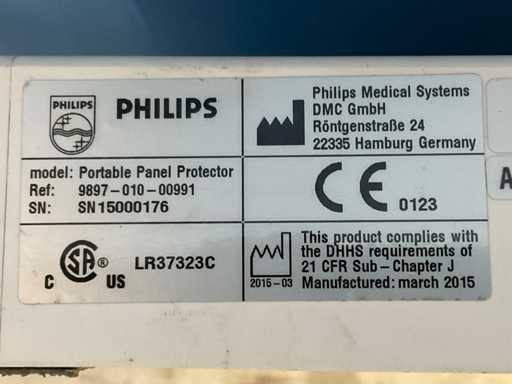 PHILIPS
PHILIPS
Philips Medical Systems
DMC GmbH
Röntgenstraße 24
22335 Hamburg Germany
model: Portable Panel Protector
Ref: 9897-010-00991
SN: SN15000176
CE 0123
C SA ® US LR37323C
2015-03
This product complies with
the DHHS requirements of
21 CFR Sub-Chapter J
Manufactured: march 2015
A